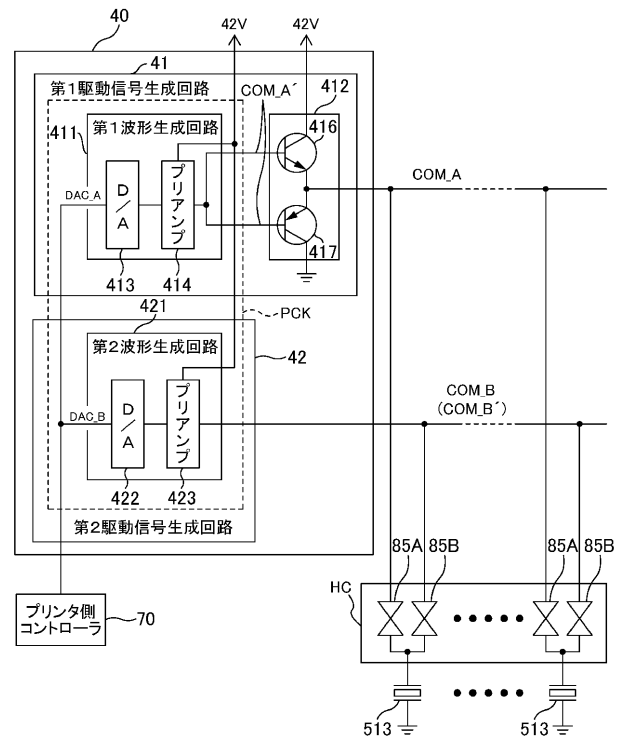 42V 42V
40
41
第1駆動信号生成回路
COM_A´
412
第1波形生成回路
411
416
プリアンプ
D/A
DAC_A
COM_A
417
413
414
421
PCK
第2波形生成回路
42
COM_B
(COM_B´)
DAC_B
D/A
プリアンプ
422
423
第2駆動信号生成回路
85A
85B
85A
85B
HC
プリンタ側
コントローラ
70
513
513